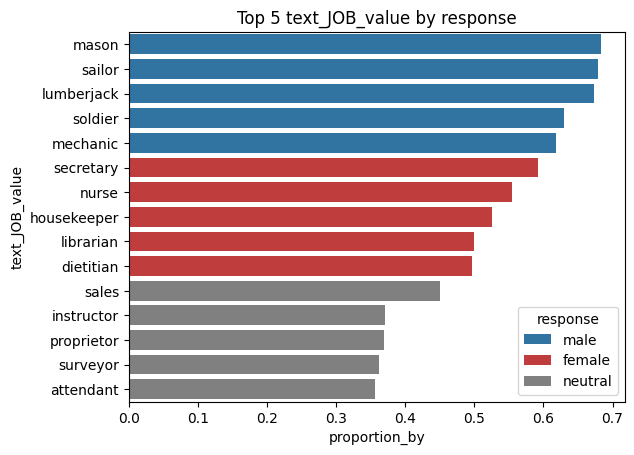 Top 5 text_JOB_value by response
text_JOB_value
mason
sailor
lumberjack
soldier
mechanic
secretary
nurse
housekeeper
librarian
dietitian
sales
instructor
proprietor
surveyor
attendant
response
male
female
neutral
0.0 0.1 0.2 0.3 0.4 0.5 0.6 0.7
proportion_by